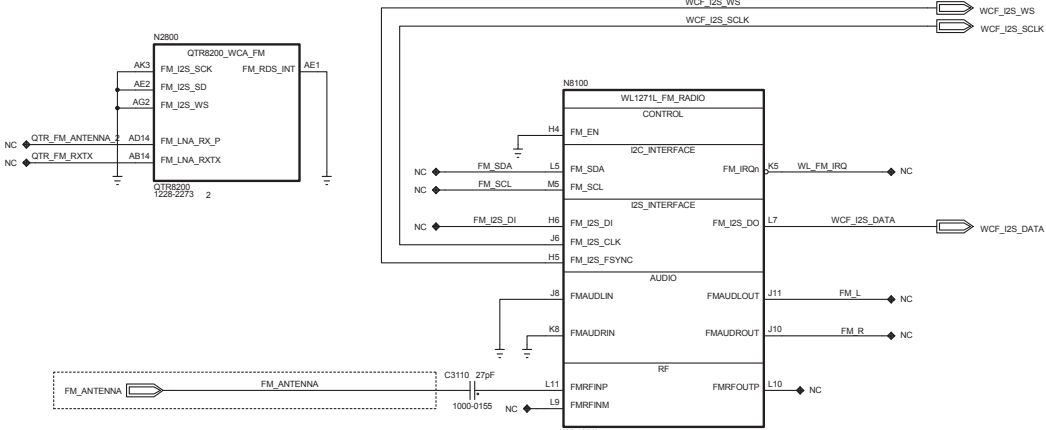 WCF_I2S_WS
WCF_I2S_WS
WCF_I2S_SCLK
WCF_I2S_SCLK
N2800
QTR8200_WCA_FM
AK3 FM_I2S_SCK FM_RDS_INT AE1
AE2 FM_I2S_SD
AG2 FM_I2S_WS
NC QTR_FM_ANTENNA_2 AD14 FM_LNA_RX_P
NC QTR_FM_RXTX AB14 FM_LNA_RXTX
QTR8200
1228-2273 2
N8100
WL1271L_FM_RADIO
CONTROL
H4 FM_EN
I2C_INTERFACE
NC FM_SDA L5 FM_SDA FM_IRQn K5 WL_FM_IRQ NC
NC FM_SCL M5 FM_SCL
I2S_INTERFACE
NC FM_I2S_DI H6 FM_I2S_DI FM_I2S_DO L7 WCF_I2S_DATA WCF_I2S_DATA
J6 FM_I2S_CLK
H5 FM_I2S_FSYNC
AUDIO
J8 FMAUDLIN FMAUDLOUT J11 FM_L NC
K8 FMAUDRIN FMAUDROUT J10 FM_R NC
RF
FM_ANTENNA FM_ANTENNA C3110 27pF L11 FMRFINP FMRFOUTP L10 NC
1000-0155
NC L9 FMRFINM